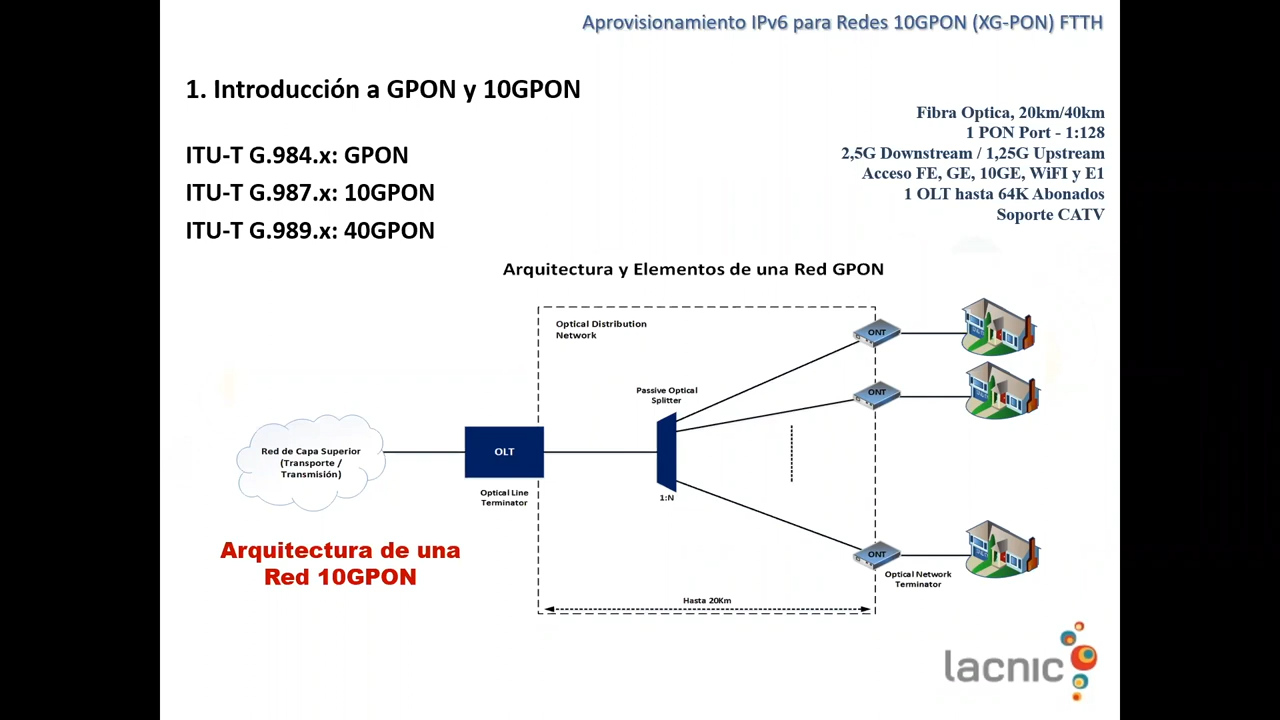 Aprovisionamiento IPv6 para Redes 10GPON (XG-PON) FTTH
1. Introducción a GPON y 10GPON
ITU-T G.984.x: GPON
ITU-T G.987.x: 10GPON
ITU-T G.989.x: 40GPON
Fibra Optica, 20km/40km
1 PON Port - 1:128
2,5G Downstream / 1,25G Upstream
Acceso FE, GE, 10GE, WiFI y E1
1 OLT hasta 64K Abonados
Soporte CATV
Arquitectura y Elementos de una Red GPON
Optical Distribution
Network
ONT
ONT
Passive Optical
Splitter
Red de Capa Superior
(Transporte /
Transmisión)
OLT
Optical Line
Terminator
1:N
ONT
Optical Network
Terminator
Hasta 20Km
Arquitectura de una
Red 10GPON
lacnic